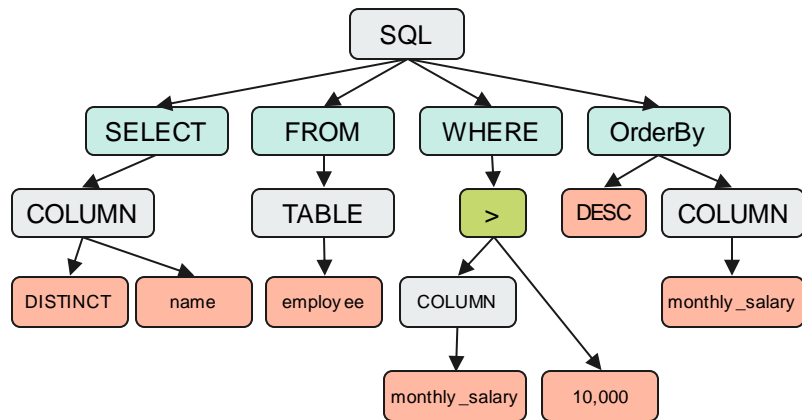 SQL
SELECT
FROM
WHERE
OrderBy
COLUMN
TABLE
>
DESC
COLUMN
DISTINCT
name
employee
COLUMN
monthly_salary
monthly_salary
10,000